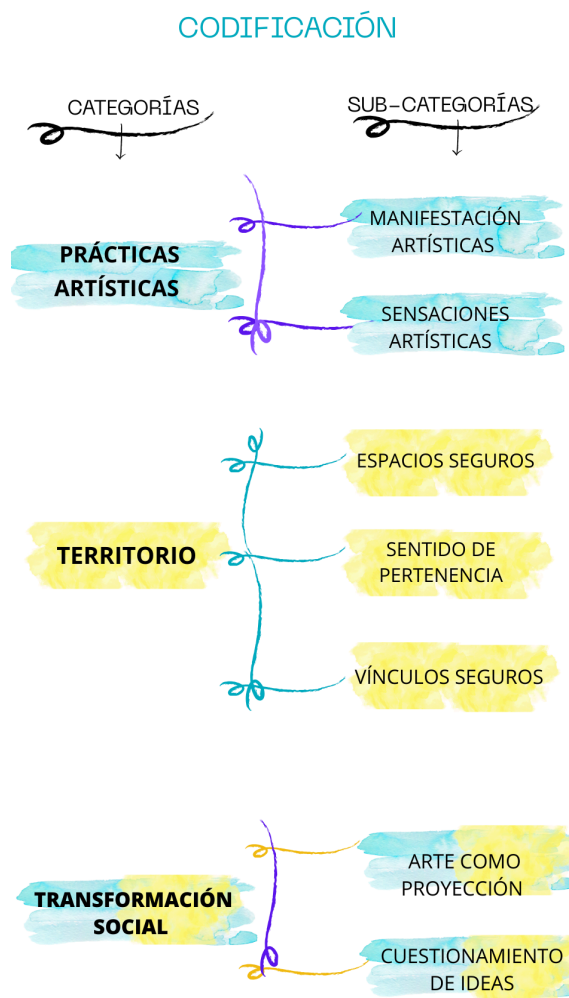 CODIFICACIÓN
CATEGORÍAS
SUB-CATEGORÍAS
PRÁCTICAS
ARTÍSTICAS
MANIFESTACIÓN
ARTÍSTICAS
SENSACIONES
ARTÍSTICAS
TERRITORIO
ESPACIOS SEGUROS
SENTIDO DE
PERTENENCIA
VÍNCULOS SEGUROS
TRANSFORMACIÓN
SOCIAL
ARTE COMO
PROYECCIÓN
CUESTIONAMIENTO
DE IDEAS